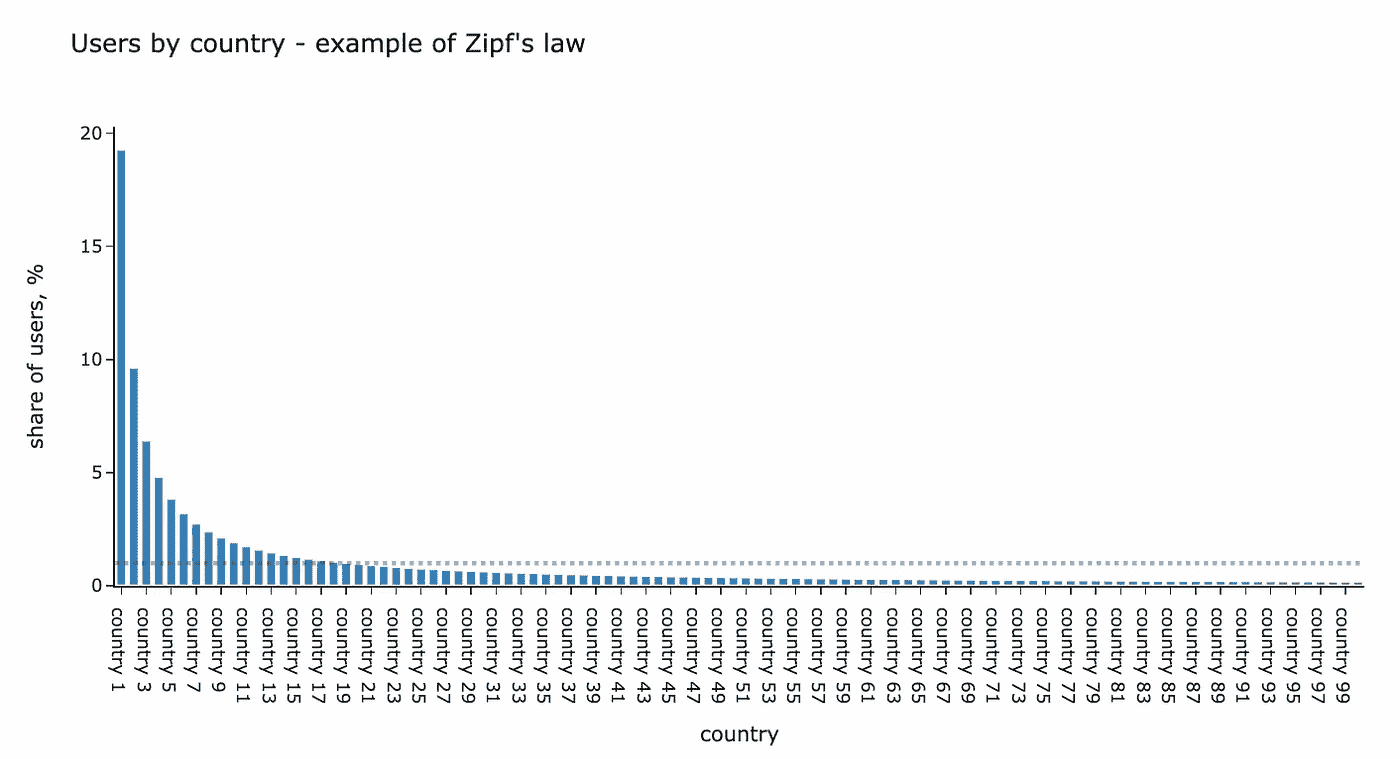 Users by country - example of Zipf's law
20
15
10
5
0
share of users, %
country 1
country 3
country 5
country 7
country 9
country 11
country 13
country 15
country 17
country 19
country 21
country 23
country 25
country 27
country 29
country 31
country 33
country 35
country 37
country 39
country 41
country 43
country 45
country 47
country 49
country 51
country 53
country 55
country 57
country 59
country 61
country 63
country 65
country 67
country 69
country 71
country 73
country 75
country 77
country 79
country 81
country 83
country 85
country 87
country 89
country 91
country 93
country 95
country 97
country 99
country